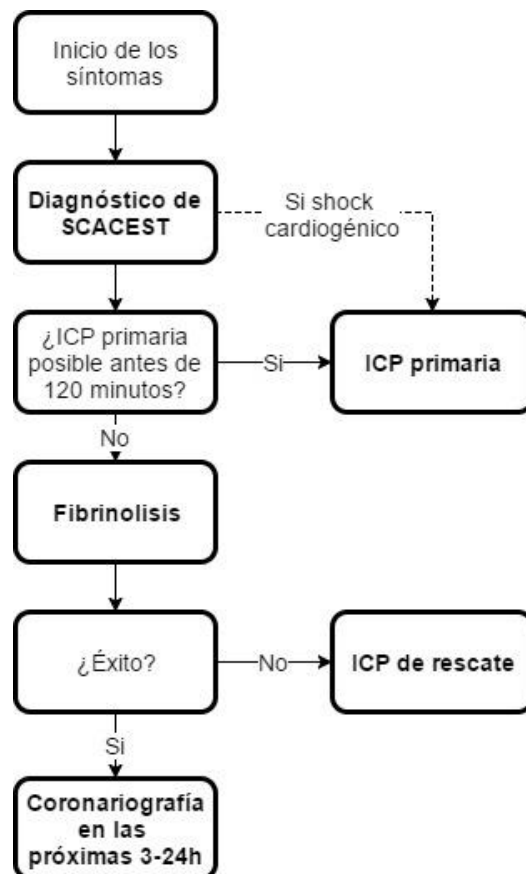 Inicio de los
síntomas
Diagnóstico de
SCACEST
Si shock
cardiogénico
¿ICP primaria
posible antes de
120 minutos?
Si
ICP primaria
No
Fibrinolisis
¿Éxito?
No
ICP de rescate
Si
Coronariografía
en las
próximas 3-24h